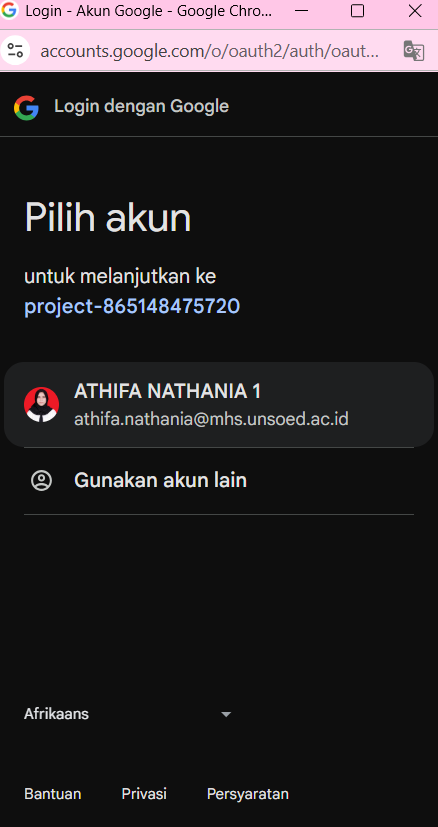 Login - Akun Google - Google Chro...
accounts.google.com/o/oauth2/auth/oaut...
Login dengan Google
Pilih akun
untuk melanjutkan ke
project-865148475720
ATHIFA NATHANIA 1
athifa.nathania@mhs.unsoed.ac.id
Gunakan akun lain
Afrikaans
Bantuan Privasi Persyaratan